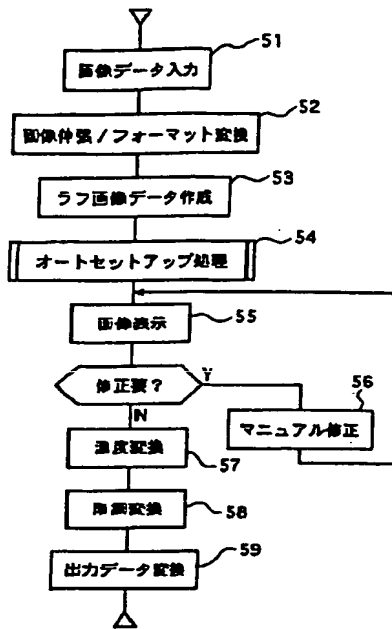 51
画像データ入力
52
画像伸張/フォーマット変換
53
ラフ画像データ作成
54
オートセットアップ処理
55
画像表示
修正要?
Y
56
マニュアル修正
N
濃度変換
57
階調変換
58
出力データ変換
59